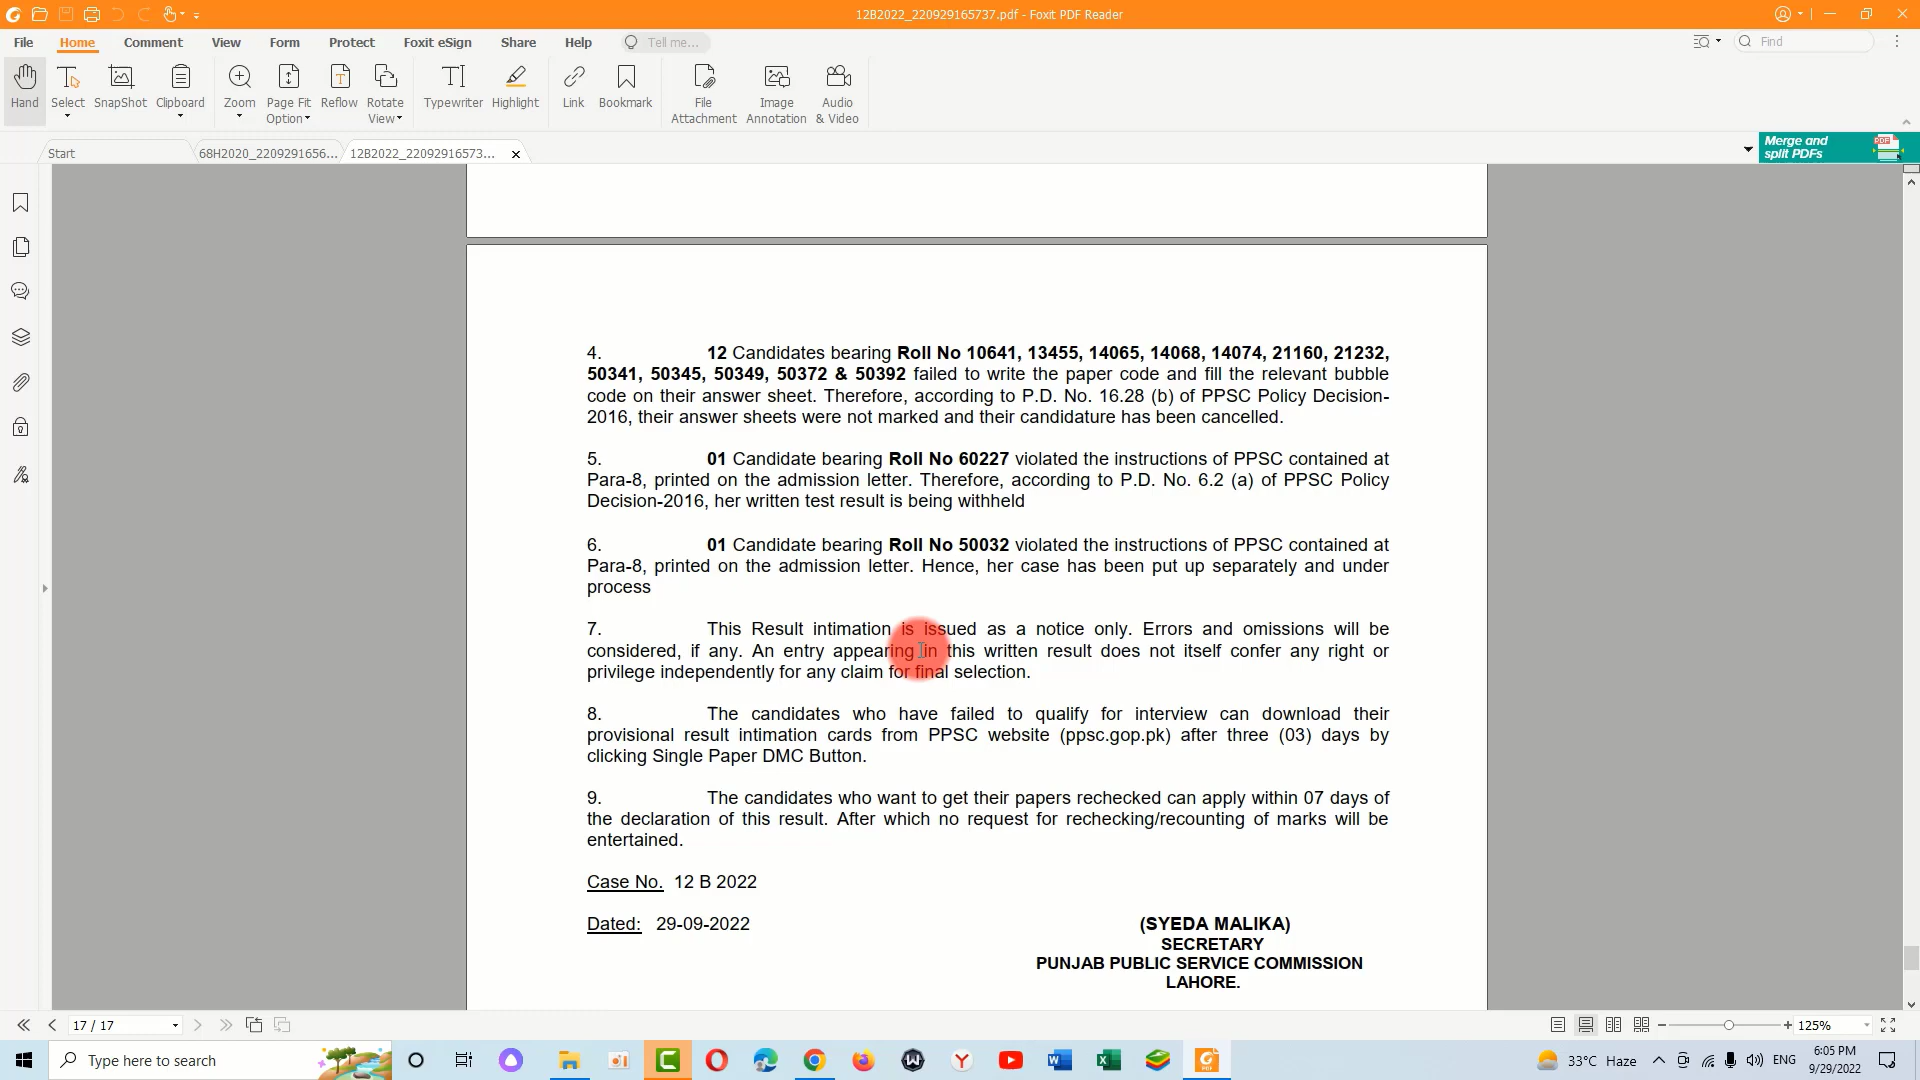 12B2022_220929165737.pdf - Foxit PDF Reader
File Home Comment View Form Protect Foxit eSign Share Help Tell me... Find
Hand Select SnapShot Clipboard Zoom Page Fit Option Reflow Rotate View Typewriter Highlight Link Bookmark File Attachment Image Annotation Audio & Video
Start 68H2020_2209291656... 12B2022_22092916573...
Merge and
split PDFs
4. 12 Candidates bearing Roll No 10641, 13455, 14065, 14068, 14074, 21160, 21232,
50341, 50345, 50349, 50372 & 50392 failed to write the paper code and fill the relevant bubble
code on their answer sheet. Therefore, according to P.D. No. 16.28 (b) of PPSC Policy Decision-
2016, their answer sheets were not marked and their candidature has been cancelled.
5. 01 Candidate bearing Roll No 60227 violated the instructions of PPSC contained at
Para-8, printed on the admission letter. Therefore, according to P.D. No. 6.2 (a) of PPSC Policy
Decision-2016, her written test result is being withheld
6. 01 Candidate bearing Roll No 50032 violated the instructions of PPSC contained at
Para-8, printed on the admission letter. Hence, her case has been put up separately and under
process
7. This Result intimation is issued as a notice only. Errors and omissions will be
considered, if any. An entry appearing in this written result does not itself confer any right or
privilege independently for any claim for final selection.
8. The candidates who have failed to qualify for interview can download their
provisional result intimation cards from PPSC website (ppsc.gop.pk) after three (03) days by
clicking Single Paper DMC Button.
9. The candidates who want to get their papers rechecked can apply within 07 days of
the declaration of this result. After which no request for rechecking/recounting of marks will be
entertained.
Case No. 12 B 2022
Dated: 29-09-2022
(SYEDA MALIKA)
SECRETARY
PUNJAB PUBLIC SERVICE COMMISSION
LAHORE.
17 / 17 125%
Type here to search 33°C Haze ENG 6:05 PM
9/29/2022